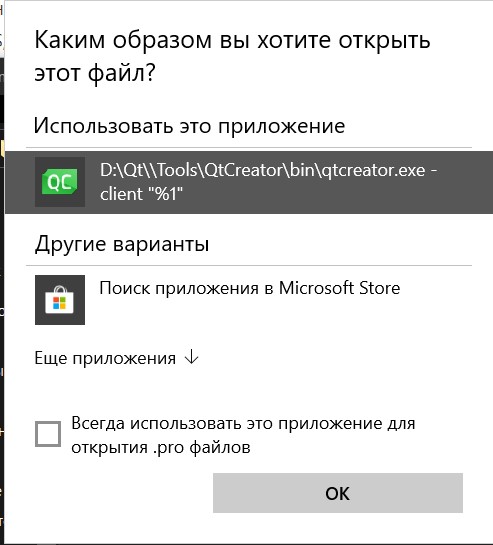 Каким образом вы хотите открыть
этот файл?
Использовать это приложение
QC
D:\Qt\\Tools\QtCreator\bin\qtcreator.exe -
client "%1"
Другие варианты
Поиск приложения в Microsoft Store
Еще приложения ↓
Всегда использовать это приложение для
открытия .pro файлов
ОК